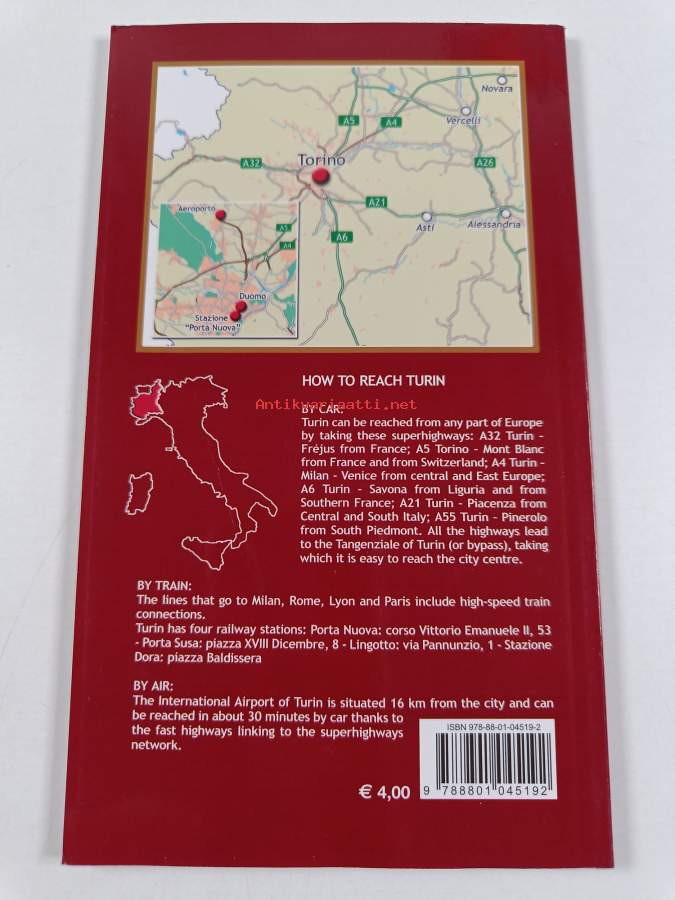 Novara
A5
A4
Vercelli
Torino
A32
A26
A21
Asti
Alessandria
A6
Aeroporto
A5
A4
Duomo
Stazione
"Porta Nuova"
HOW TO REACH TURIN
Antikvariaatti.net
BY CAR:
Turin can be reached from any part of Europe
by taking these superhighways: A32 Turin –
Fréjus from France; A5 Torino – Mont Blanc
from France and from Switzerland; A4 Turin –
Milan – Venice from central and East Europe;
A6 Turin – Savona from Liguria and from
Southern France; A21 Turin – Piacenza from
Central and South Italy; A55 Turin – Pinerolo
from South Piedmont. All the highways lead
to the Tangenziale of Turin (or bypass), taking
which it is easy to reach the city centre.
BY TRAIN:
The lines that go to Milan, Rome, Lyon and Paris include high-speed train
connections.
Turin has four railway stations: Porta Nuova: corso Vittorio Emanuele II, 53
- Porta Susa: piazza XVIII Dicembre, 8 - Lingotto: via Pannunzio, 1 - Stazione
Dora: piazza Baldissera
BY AIR:
The International Airport of Turin is situated 16 km from the city and can
be reached in about 30 minutes by car thanks to
the fast highways linking to the superhighways
network.
ISBN 978-88-01-04519-2
€ 4,00
9 788801 045192